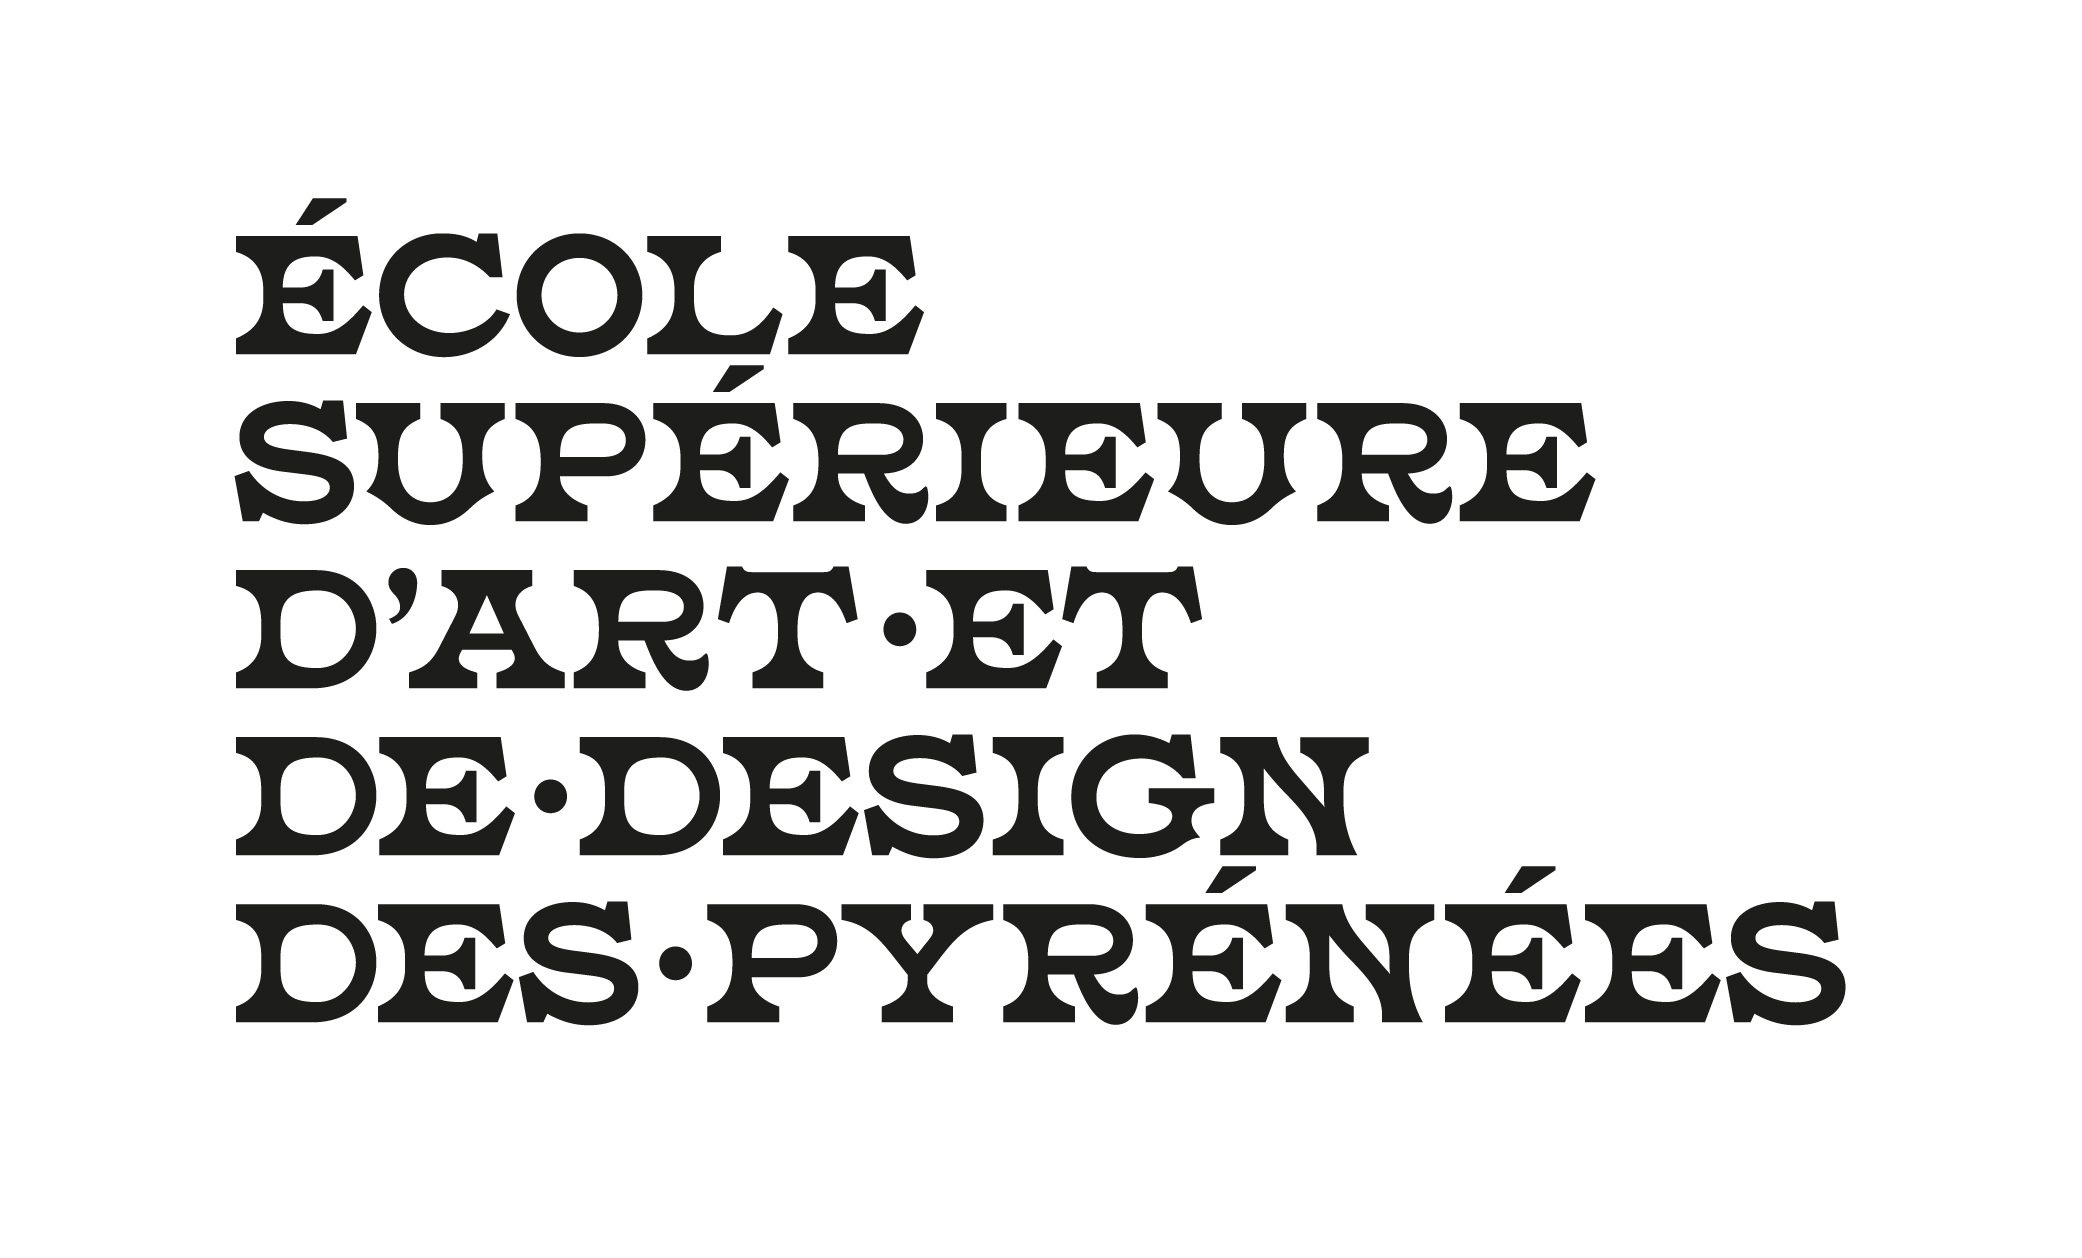 ÉCOLE
SUPÉRIEURE
D’ART·ET
DE·DESIGN
DES·PYRÉNÉES